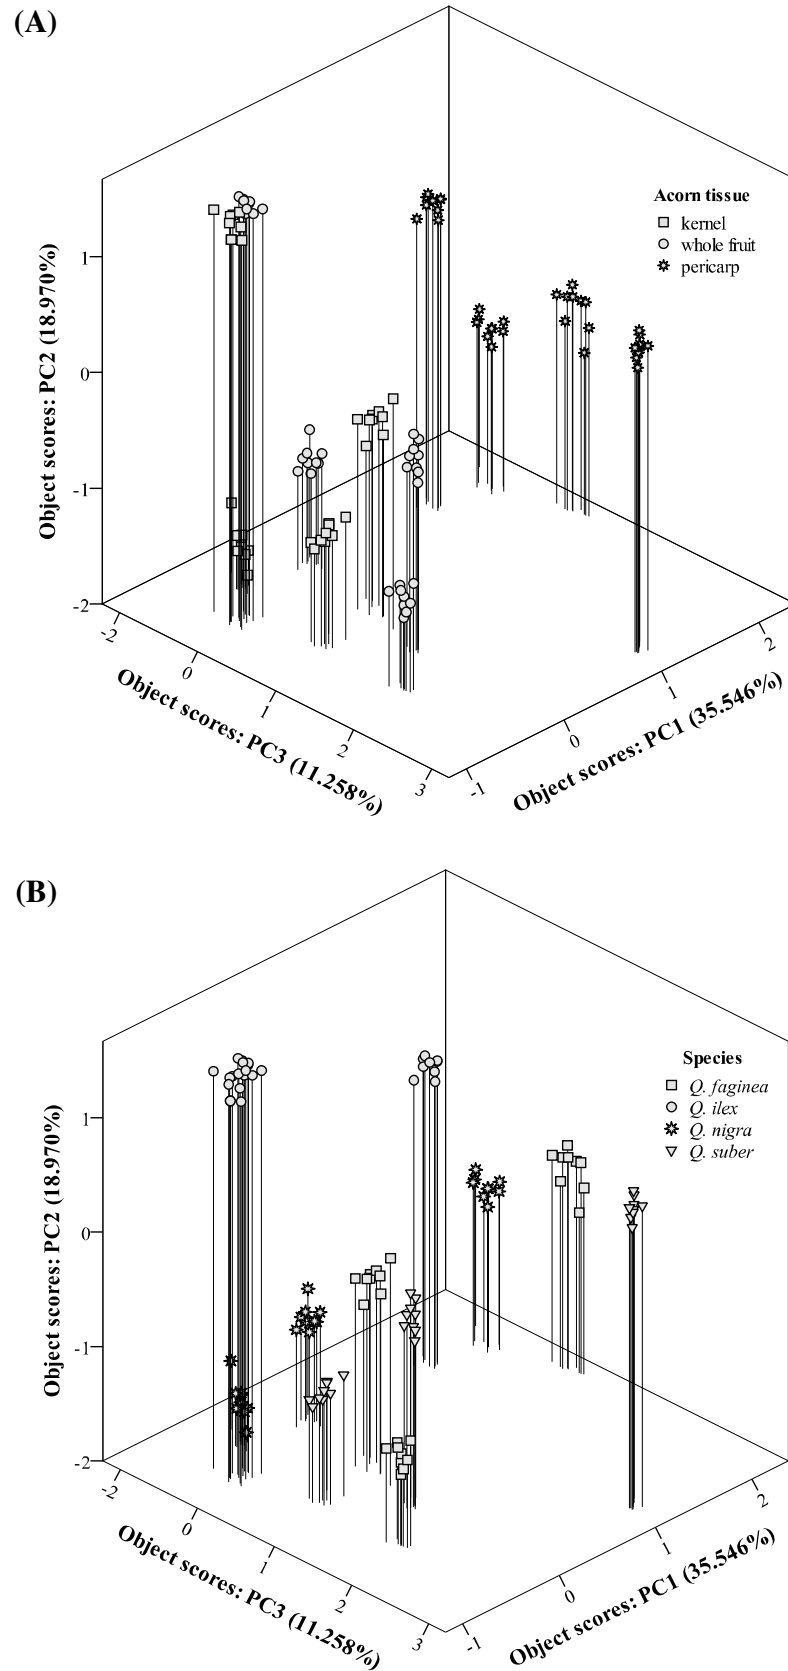 (A)
Acorn tissue
kernel
whole fruit
pericarp
Object scores: PC2 (18.970%)
1
0
-1
-2
-2
0
1
2
3
Object scores: PC3 (11.258%)
-1
0
1
2
Object scores: PC1 (35.546%)
(B)
Species
Q. faginea
Q. ilex
Q. nigra
Q. suber
Object scores: PC2 (18.970%)
1
0
-1
-2
-2
0
1
2
3
Object scores: PC3 (11.258%)
-1
0
1
2
Object scores: PC1 (35.546%)